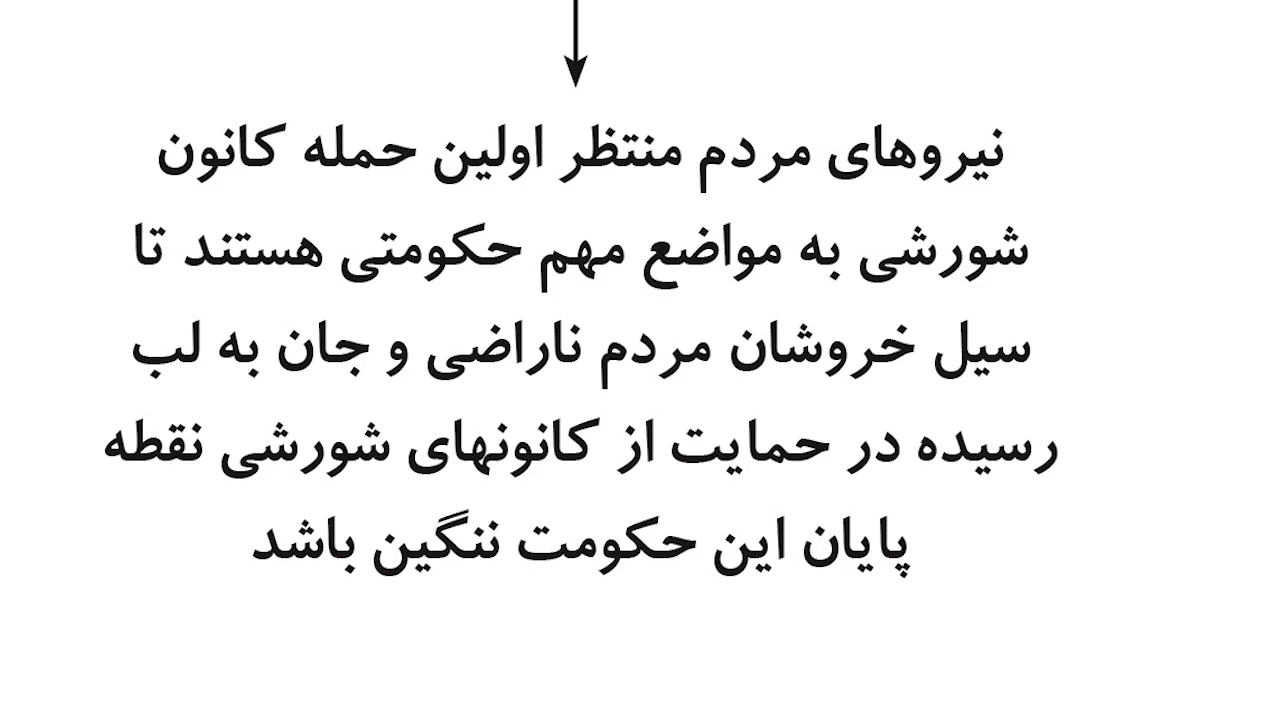 نیروهای مردم منتظر اولین حمله کانون
شورشی به مواضع مهم حکومتی هستند تا
سیل خروشان مردم ناراضی و جان به لب
رسیده در حمایت از کانونهای شورشی نقطه
پایان این حکومت ننگین باشد